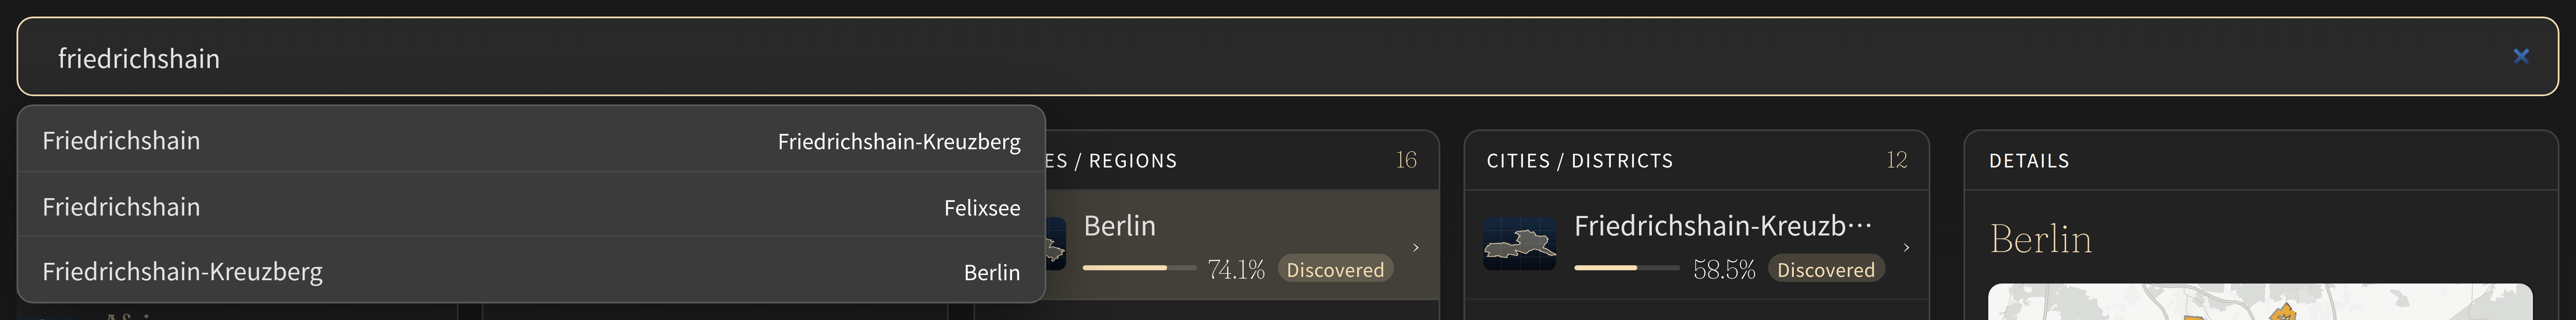 friedrichshain
Friedrichshain Friedrichshain-Kreuzberg
Friedrichshain Felixsee
Friedrichshain-Kreuzberg Berlin
ES / REGIONS 16
Berlin
74.1% Discovered
CITIES / DISTRICTS 12
Friedrichshain-Kreuzb···
58.5% Discovered
DETAILS
Berlin